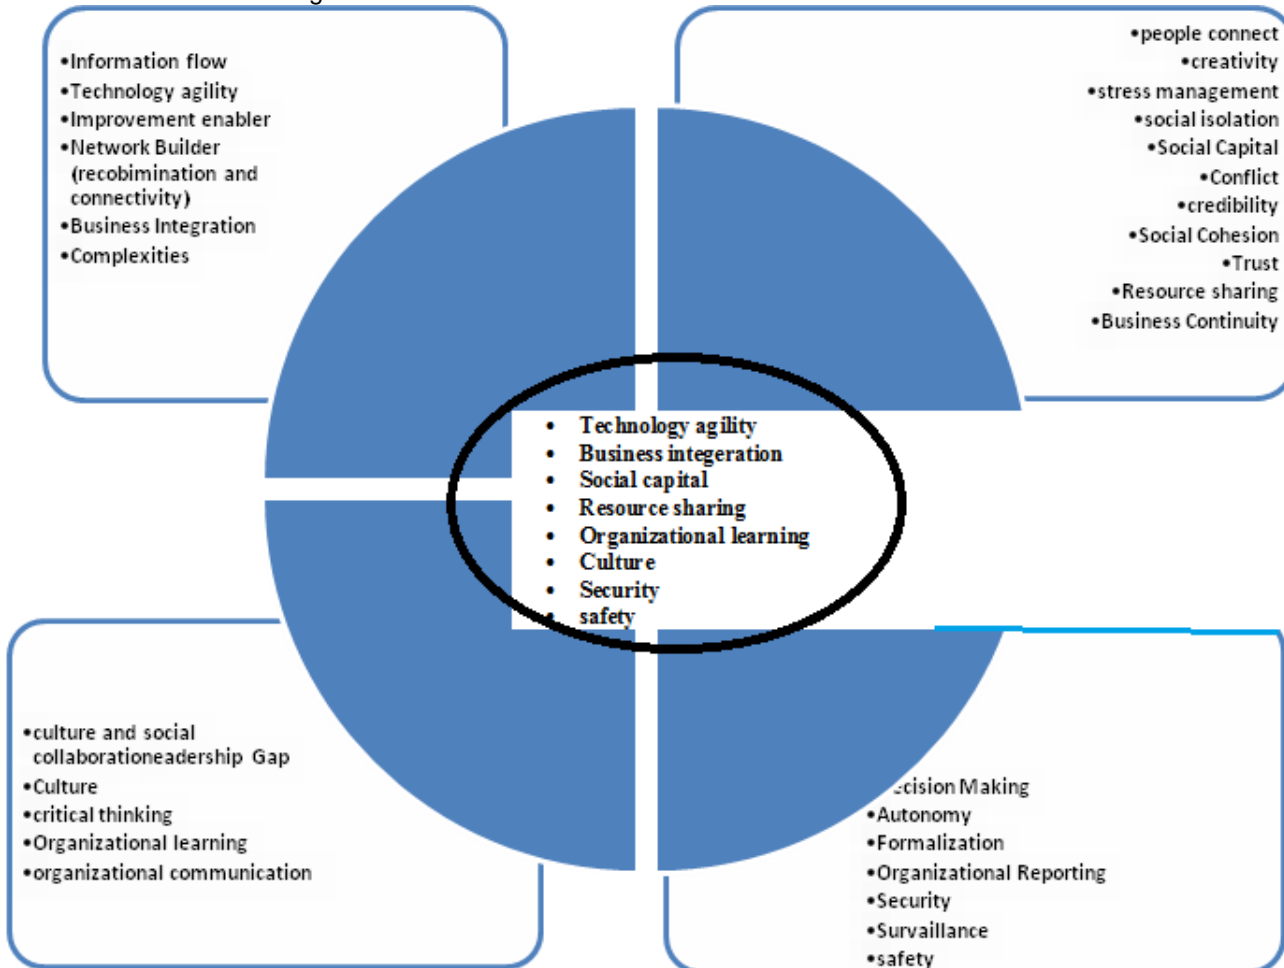 •Information flow
•Technology agility
•Improvement enabler
•Network Builder
(recobimination and
connectivity)
•Business Integration
•Complexities
•people connect
•creativity
•stress management
•social isolation
•Social Capital
•Conflict
•credibility
•Social Cohesion
•Trust
•Resource sharing
•Business Continuity
• Technology agility
• Business integeration
• Social capital
• Resource sharing
• Organizational learning
• Culture
• Security
• safety
•culture and social
collaborationeadership Gap
•Culture
•critical thinking
•Organizational learning
•organizational communication
ecision Making
•Autonomy
•Formalization
•Organizational Reporting
•Security
•Survaillance
•safety